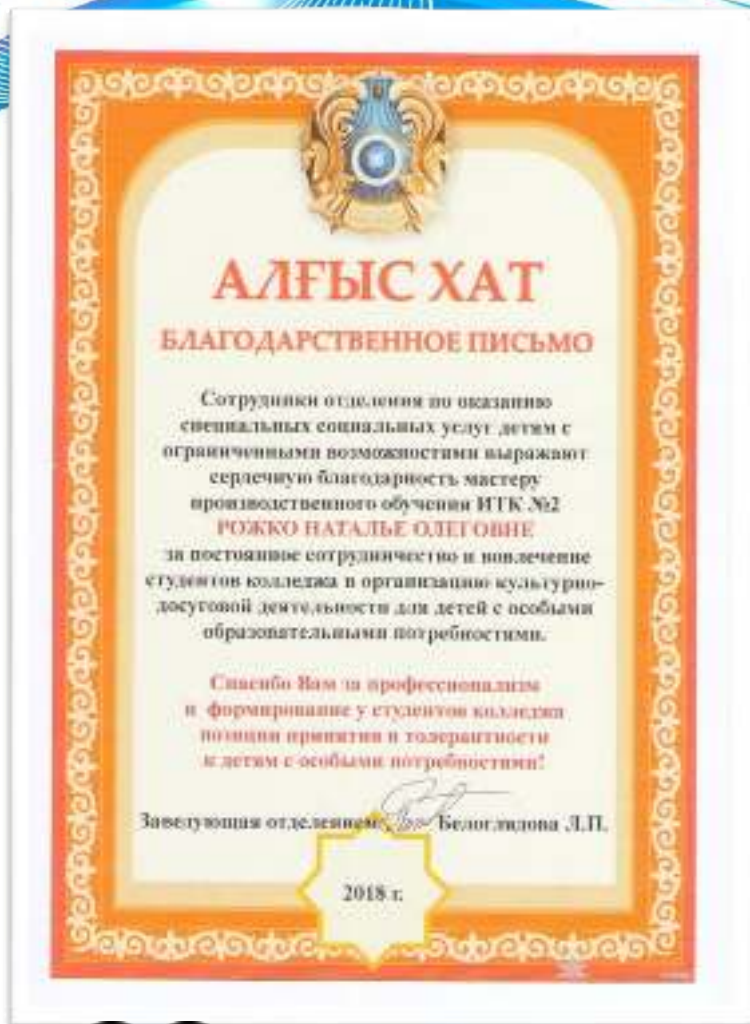 АЛҒЫС ХАТ
БЛАГОДАРСТВЕННОЕ ПИСЬМО
Сотрудники отделения по оказанию
специальных социальных услуг детям с
ограниченными возможностями выражают
сердечную благодарность мастеру
производственного обучения ИТК №2
РОЖКО НАТАЛЬЕ ОЛЕГОВНЕ
за постоянное сотрудничество и вовлечение
студентов колледжа в организацию культурно-
досуговой деятельности для детей с особыми
образовательными потребностями.
Спасибо Вам за профессионализм
и формирование у студентов колледжа
позиции принятия и толерантности
к детям с особыми потребностями!
Заведующая отделением Белоглядова Л.П.
2018 г.